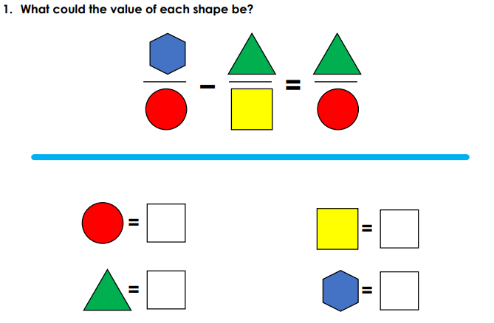 1. What could the value of each shape be?
- =
= =
= =